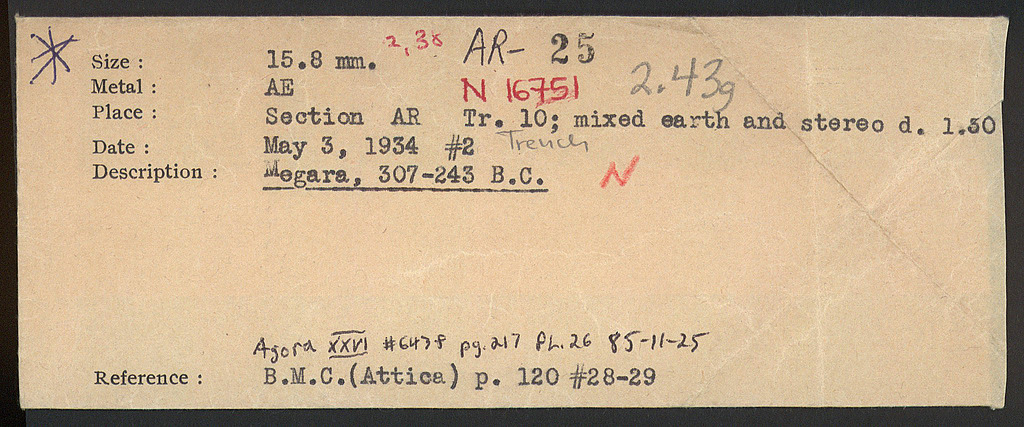 * Size : 15.8 mm. 2,38 AR- 25
Metal : AE N 16751 2.43g
Place : Section AR Tr. 10; mixed earth and stereo d. 1.50
Date : May 3, 1934 #2 Trench
Description : Megara, 307-243 B.C. N
Agora XXVI #647g pg.217 PL.26 85-11-25
Reference : B.M.C.(Attica) p. 120 #28-29